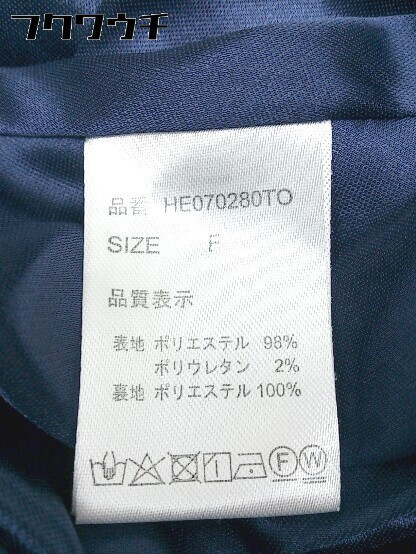 フクワウチ
品番 HE070280TO
SIZE F
品質表示
表地 ポリエステル 98%
ポリウレタン 2%
裏地 ポリエステル 100%
F W